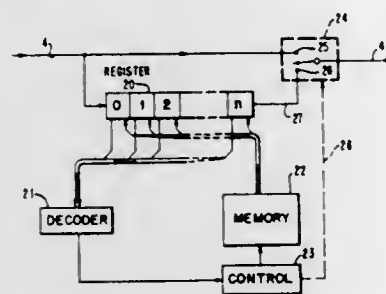 24
4
25
4
REGISTER
26
20
0 1 2 n
27
28
21
22
DECODER
MEMORY
23
CONTROL